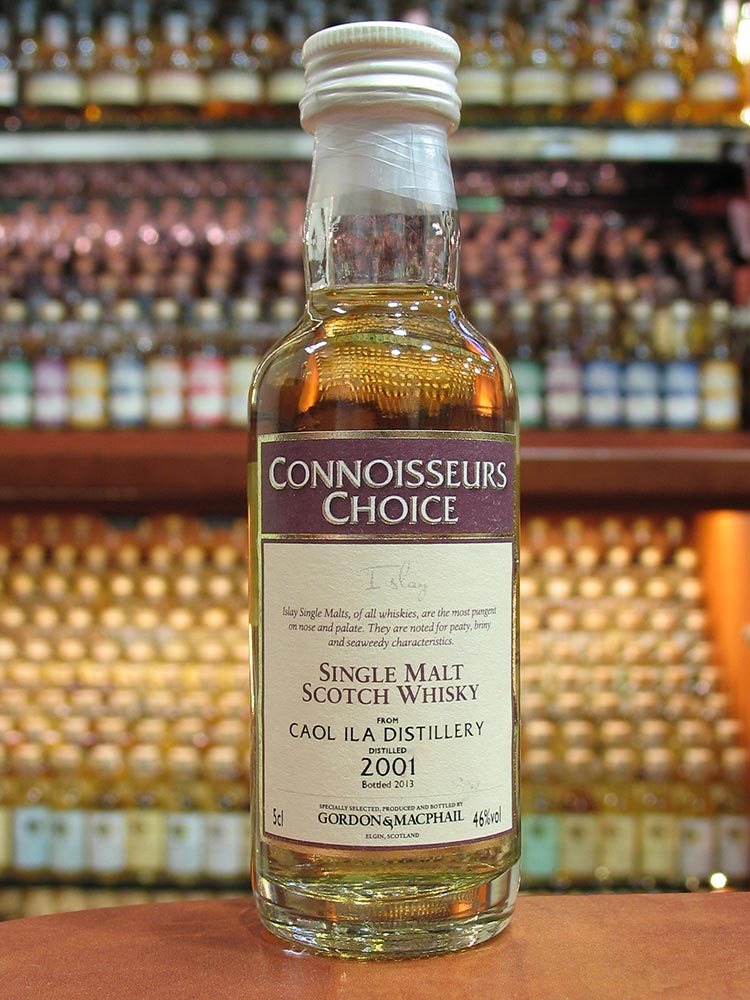 CONNOISSEURS
CHOICE
Islay
Islay Single Malts, of all whiskies, are the most pungent
on nose and palate. They are noted for peaty, briny
and seaweedy characteristics.
SINGLE MALT
SCOTCH WHISKY
FROM
CAOL ILA DISTILLERY
DISTILLED
2001
Bottled 2013
SPECIALLY SELECTED, PRODUCED AND BOTTLED BY
5cl GORDON & MACPHAIL 46%vol
ELGIN, SCOTLAND